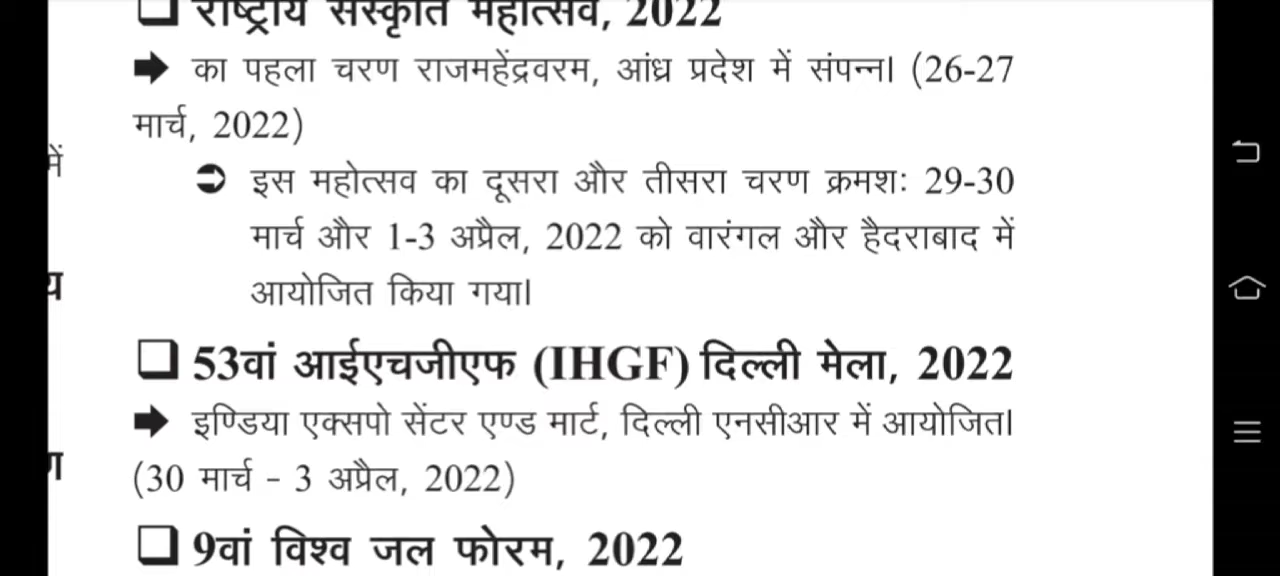 ❑ राष्ट्रीय संस्कृति महोत्सव, 2022
➡ का पहला चरण राजमहेंद्रवरम, आंध्र प्रदेश में संपन्न। (26-27
मार्च, 2022)
➲ इस महोत्सव का दूसरा और तीसरा चरण क्रमशः 29-30
मार्च और 1-3 अप्रैल, 2022 को वारंगल और हैदराबाद में
आयोजित किया गया।
❑ 53वां आईएचजीएफ (IHGF) दिल्ली मेला, 2022
➡ इण्डिया एक्सपो सेंटर एण्ड मार्ट, दिल्ली एनसीआर में आयोजित।
(30 मार्च - 3 अप्रैल, 2022)
❑ 9वां विश्व जल फोरम, 2022